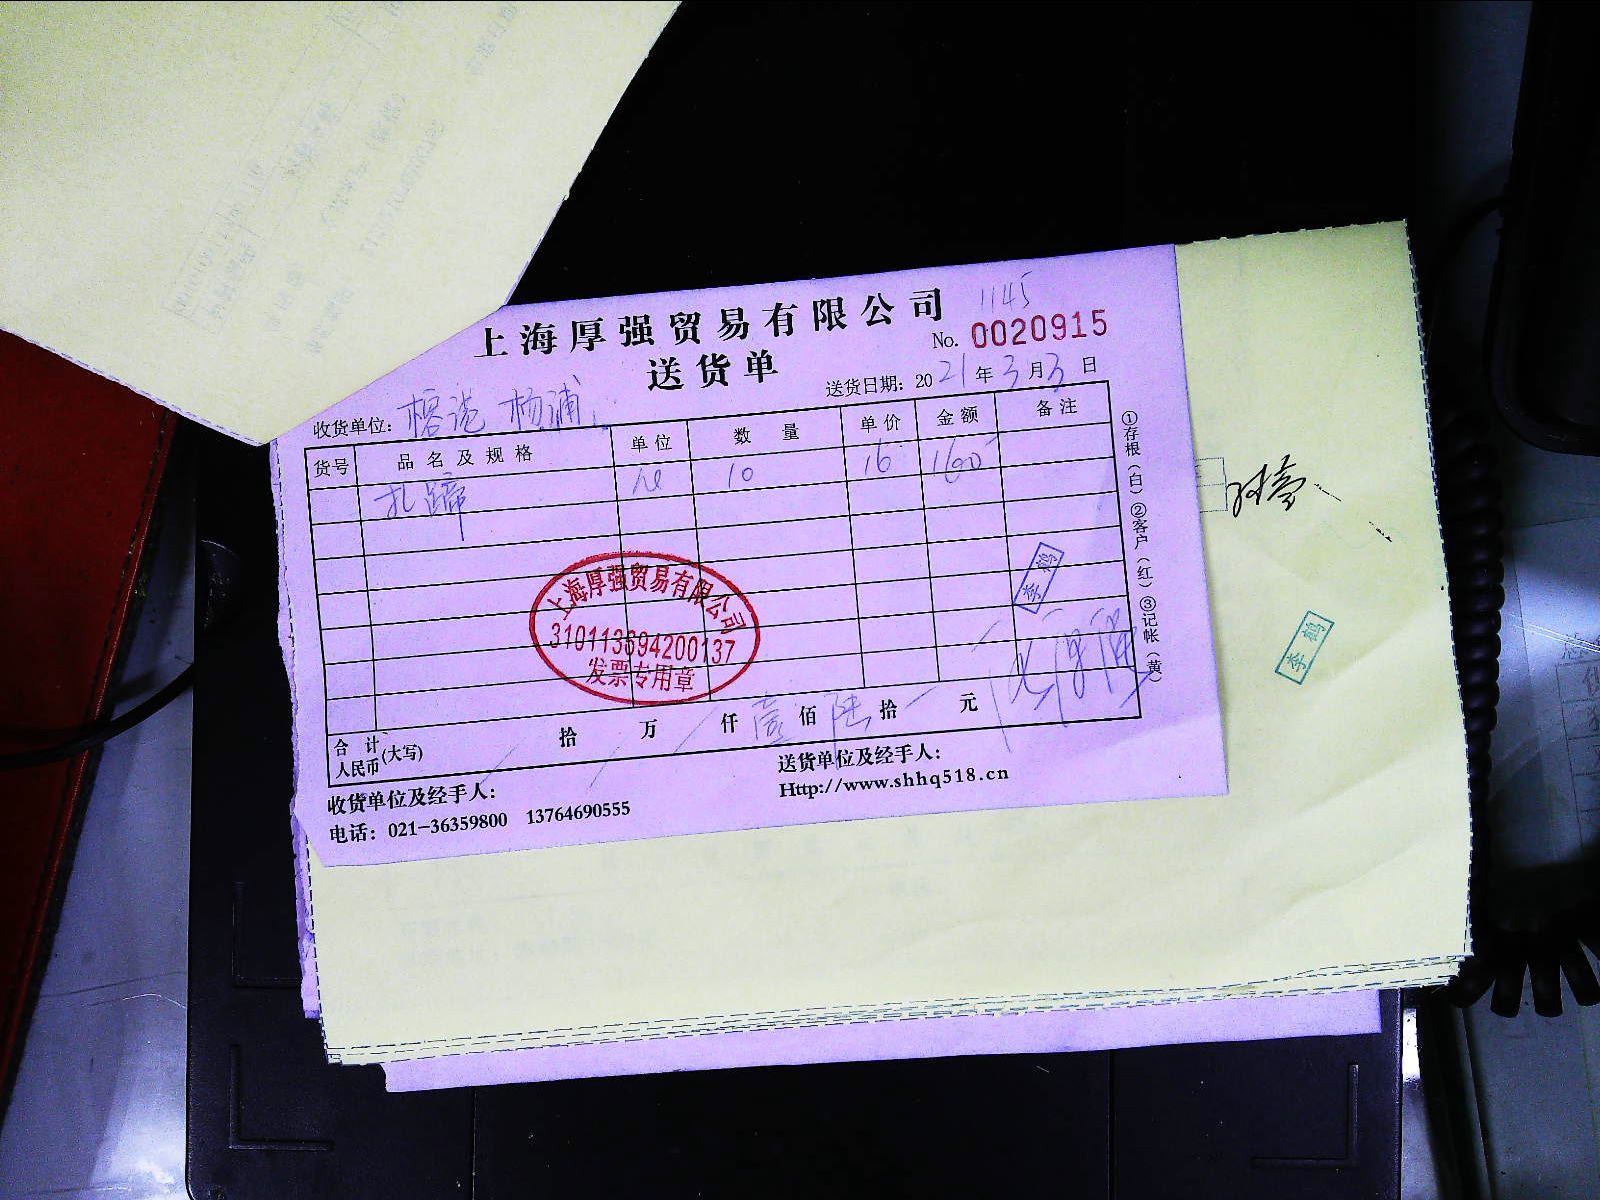 上海厚强贸易有限公司
1145
送货单
No. 0020915
送货日期：2021年3月3日
收货单位：榕港 杨浦
货号 品名及规格 单位 数量 单价 金额 备注
扎蹄 10 16 160
上海厚强贸易有限公司
310113694200137
发票专用章
李鹤
李鹤
合计
人民币
(大写) 拾 万 仟 壹 佰 陆 拾 元
收货单位及经手人：
送货单位及经手人：
电话：021-36359800 13764690555
Http://www.shhq518.cn
①存根（白）②客户（红）③记帐（黄）